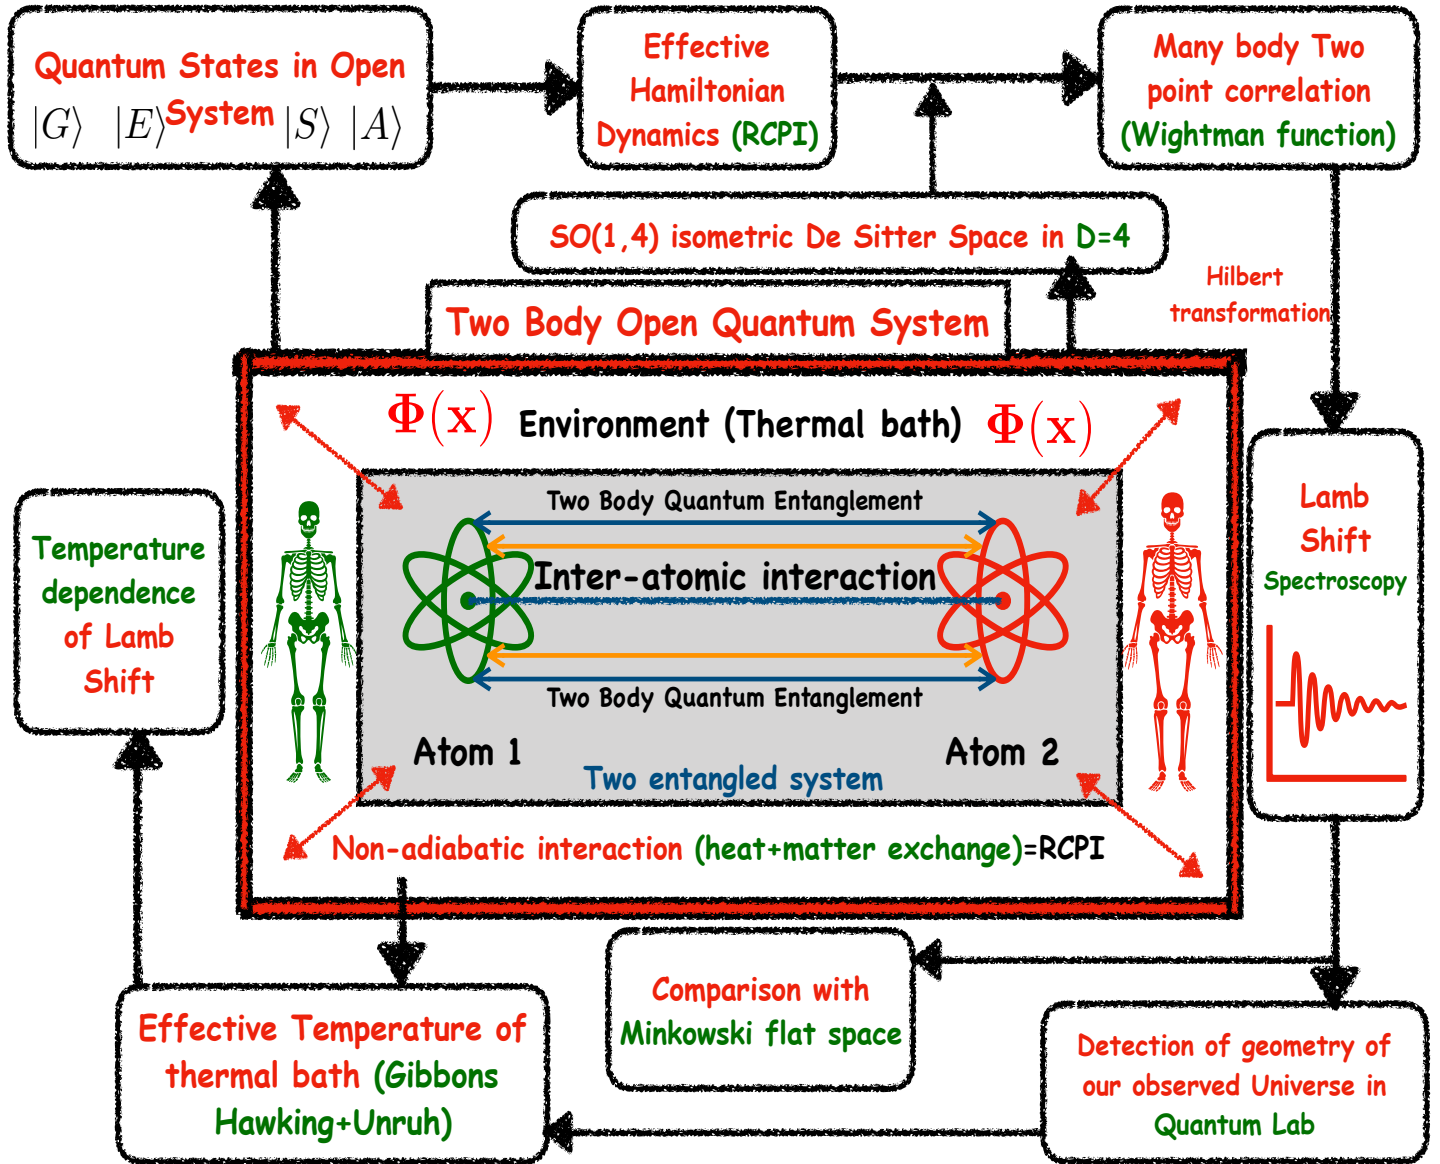 Quantum States in Open
System
|G⟩ |E⟩ |S⟩ |A⟩
Effective
Hamiltonian
Dynamics (RCPI)
Many body Two
point correlation
(Wightman function)
SO(1,4) isometric De Sitter Space in D=4
Hilbert
transformation
Two Body Open Quantum System
Φ(x) Environment (Thermal bath) Φ(x)
Two Body Quantum Entanglement
Inter-atomic interaction
Two Body Quantum Entanglement
Atom 1
Atom 2
Two entangled system
Non-adiabatic interaction (heat+matter exchange)=RCPI
Temperature
dependence
of Lamb
Shift
Lamb
Shift
Spectroscopy
Effective Temperature of
thermal bath (Gibbons
Hawking+Unruh)
Comparison with
Minkowski flat space
Detection of geometry of
our observed Universe in
Quantum Lab